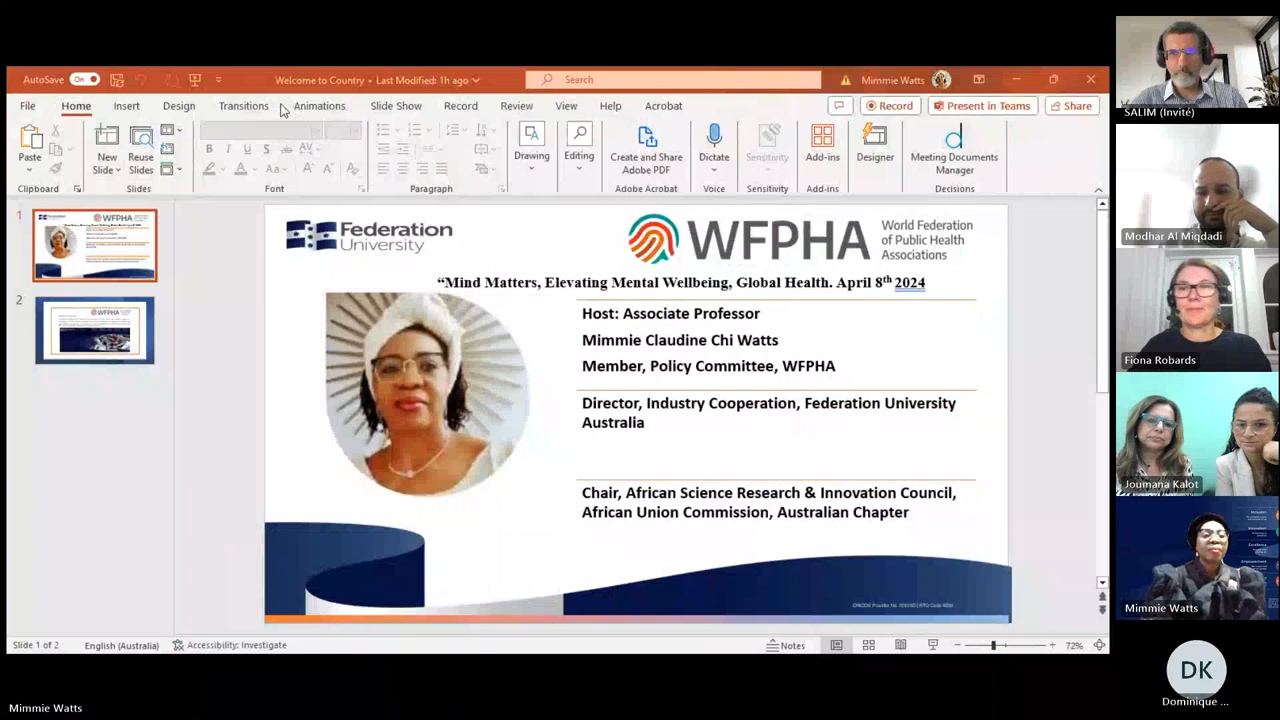 AutoSave
On
Welcome to Country • Last Modified: 1h ago
Search
Mimmie Watts
File
Home
Insert
Design
Transitions
Animations
Slide Show
Record
Review
View
Help
Acrobat
Record
Present in Teams
Share
Paste
New
Slide
Reuse
Slides
B I U S ab AV
Aa
A A
Drawing
Editing
Create and Share
Adobe PDF
Dictate
Sensitivity
Add-ins
Designer
Meeting Documents
Manager
Clipboard
Slides
Font
Paragraph
Adobe Acrobat
Voice
Sensitivity
Add-ins
Decisions
1
2
Federation
University
WFPHA
World Federation
of Public Health
Associations
“Mind Matters, Elevating Mental Wellbeing, Global Health. April 8th 2024
Host: Associate Professor
Mimmie Claudine Chi Watts
Member, Policy Committee, WFPHA
Director, Industry Cooperation, Federation University
Australia
Chair, African Science Research & Innovation Council,
African Union Commission, Australian Chapter
Slide 1 of 2
English (Australia)
Accessibility: Investigate
Notes
72%
Mimmie Watts
SALIM (Invité)
Modhar Al Miqdadi
Fiona Robards
Joumana Kalot
Mimmie Watts
DK
Dominique ...